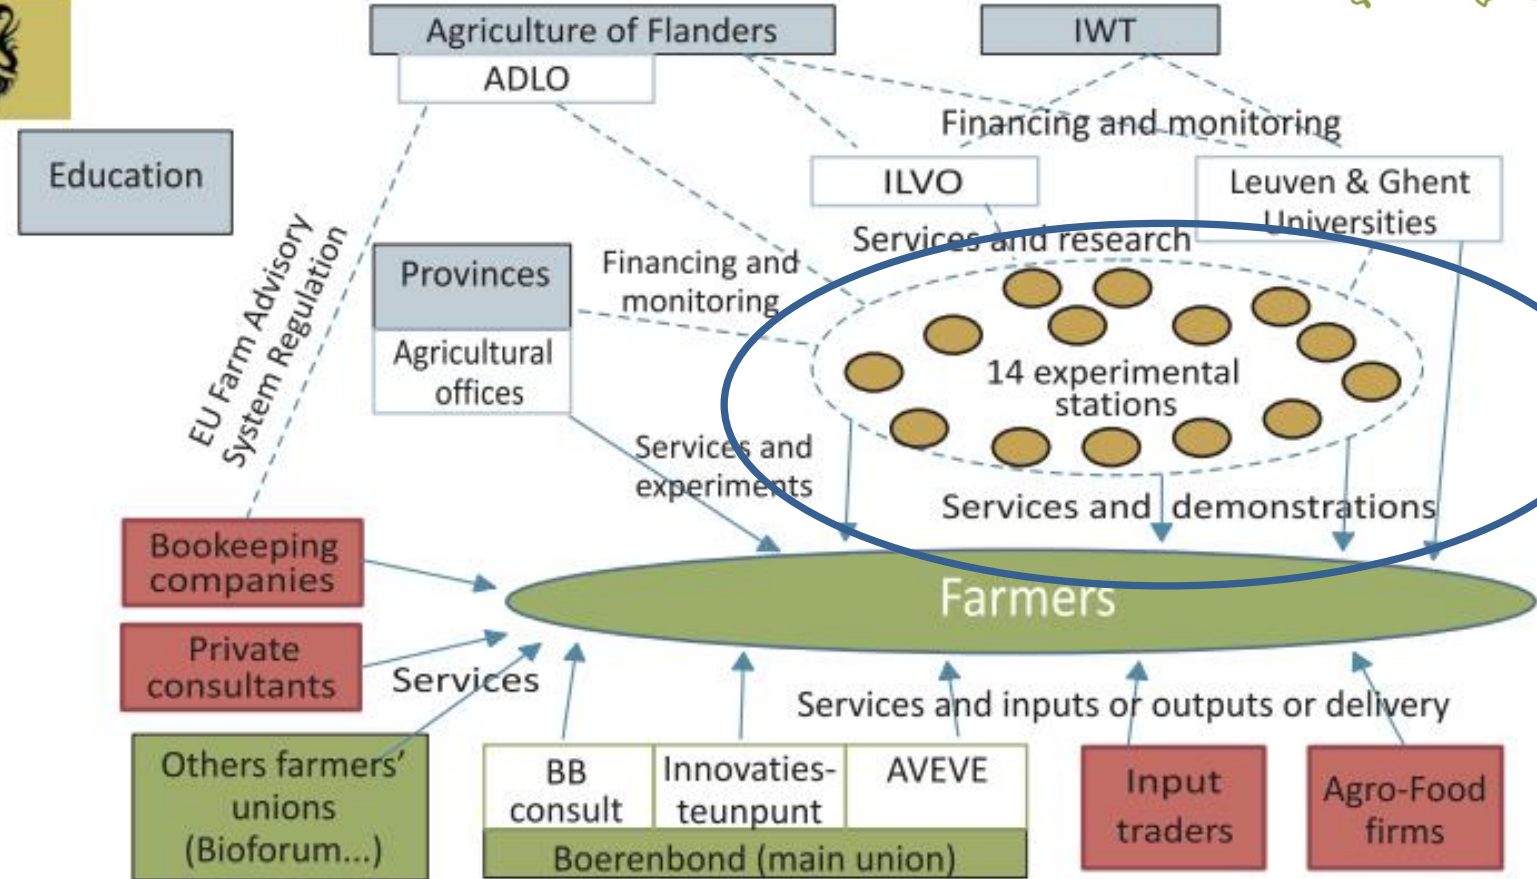 Agriculture of Flanders
IWT
ADLO
Financing and monitoring
Education
ILVO
Leuven & Ghent
Universities
EU Farm Advisory
System Regulation
Services and research
Provinces
Financing and
monitoring
Agricultural
offices
14 experimental
stations
Services and
experiments
Services and demonstrations
Bookeeping
companies
Farmers
Private
consultants
Services
Services and inputs or outputs or delivery
Others farmers'
unions
(Bioforum...)
BB
consult
Innovaties-
teunpunt
AVEVE
Boerenbond (main union)
Input
traders
Agro-Food
firms